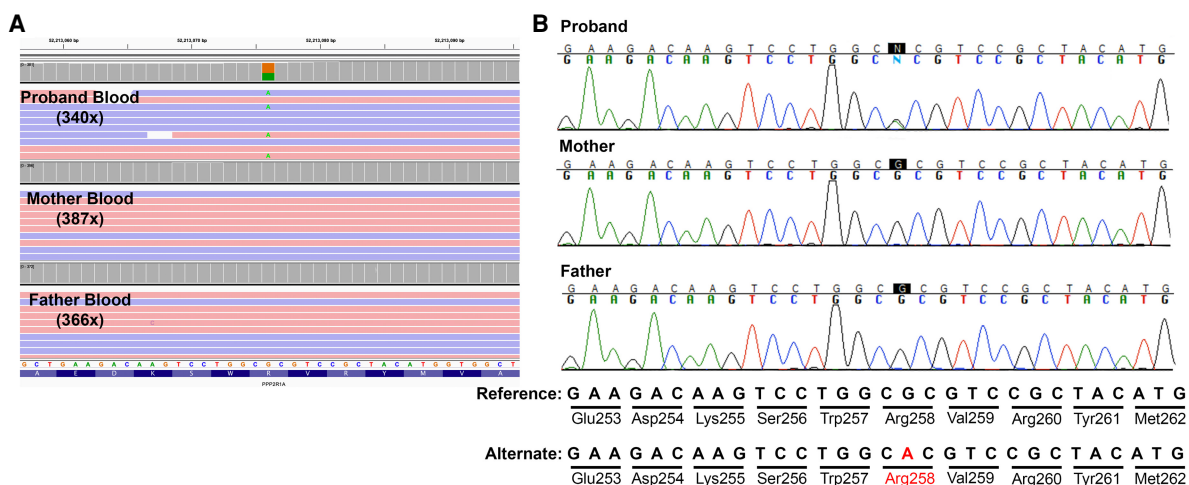 A
52,213,060 bp
52,213,070 bp
52,213,080 bp
52,213,090 bp
Proband Blood
(340x)
A
A
A
A
Mother Blood
(387x)
Father Blood
(366x)
C
G C T G A A G A C A A G T C C T G G C G C G T C C G C T A C A T G G T G G C T
A E D K S W R V R Y M V A
PPP2R1A
B
Proband
G A A G A C A A G T C C T G G C N C G T C C G C T A C A T G
G A A G A C A A G T C C T G G C N C G T C C G C T A C A T G
Mother
G A A G A C A A G T C C T G G C G C G T C C G C T A C A T G
G A A G A C A A G T C C T G G C G C G T C C G C T A C A T G
Father
G A A G A C A A G T C C T G G C G C G T C C G C T A C A T G
G A A G A C A A G T C C T G G C G C G T C C G C T A C A T G
Reference: G A A G A C A A G T C C T G G C G C G T C C G C T A C A T G
Glu253 Asp254 Lys255 Ser256 Trp257 Arg258 Val259 Arg260 Tyr261 Met262
Alternate: G A A G A C A A G T C C T G G C A C G T C C G C T A C A T G
Glu253 Asp254 Lys255 Ser256 Trp257 Arg258 Val259 Arg260 Tyr261 Met262